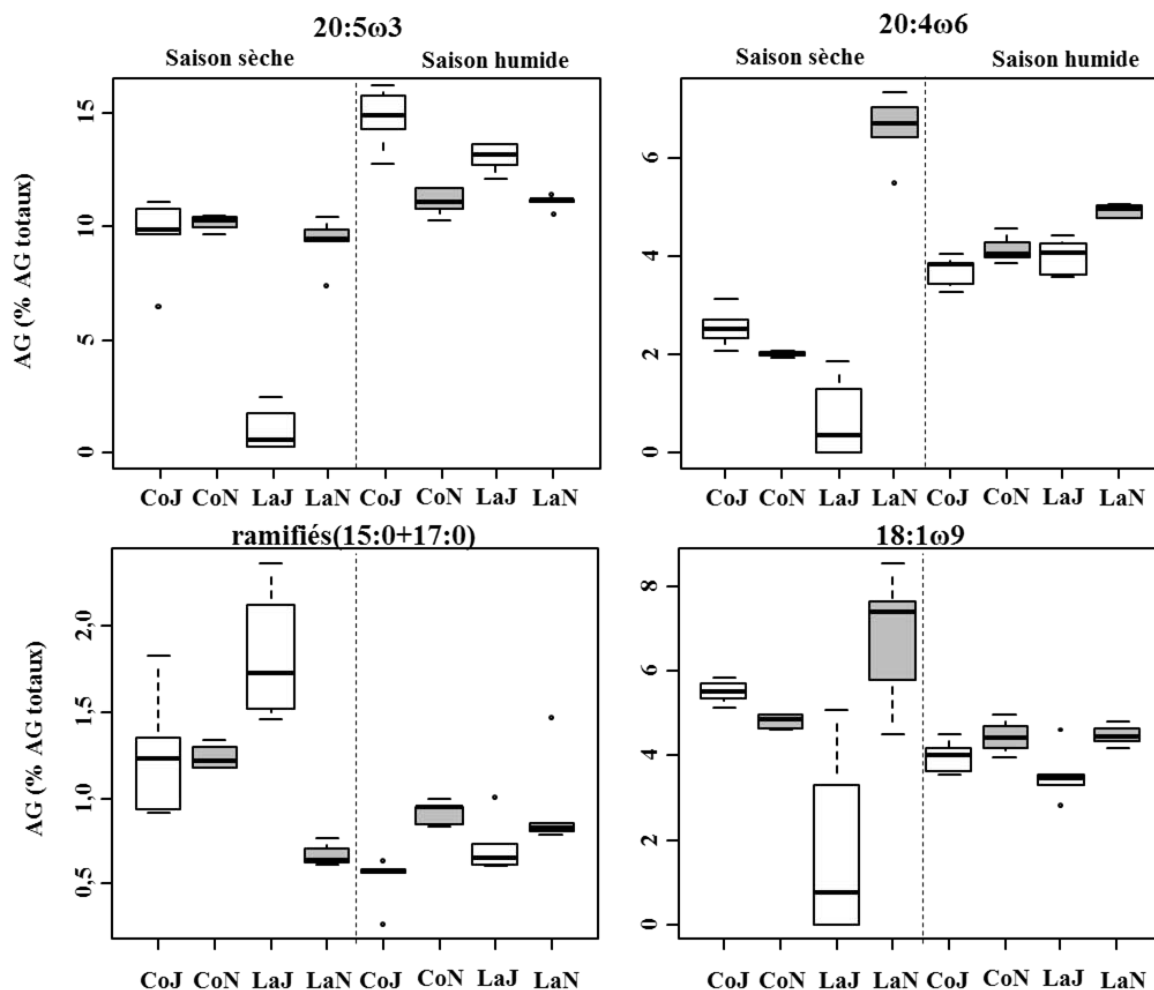 20:5ω3
Saison sèche Saison humide
AG (% AG totaux)
15
10
5
0
CoJ CoN LaJ LaN CoJ CoN LaJ LaN
20:4ω6
Saison sèche Saison humide
6
4
2
0
CoJ CoN LaJ LaN CoJ CoN LaJ LaN
ramifiés(15:0+17:0)
AG (% AG totaux)
2,0
1,5
1,0
0,5
CoJ CoN LaJ LaN CoJ CoN LaJ LaN
18:1ω9
8
6
4
2
0
CoJ CoN LaJ LaN CoJ CoN LaJ LaN